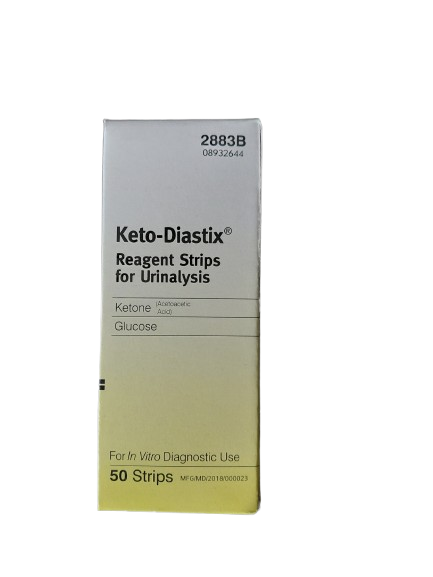 2883B
08932644
Keto-Diastix®
Reagent Strips
for Urinalysis
Ketone (Acetoacetic
Acid)
Glucose
For In Vitro Diagnostic Use
50 Strips MFG/MD/2018/000023